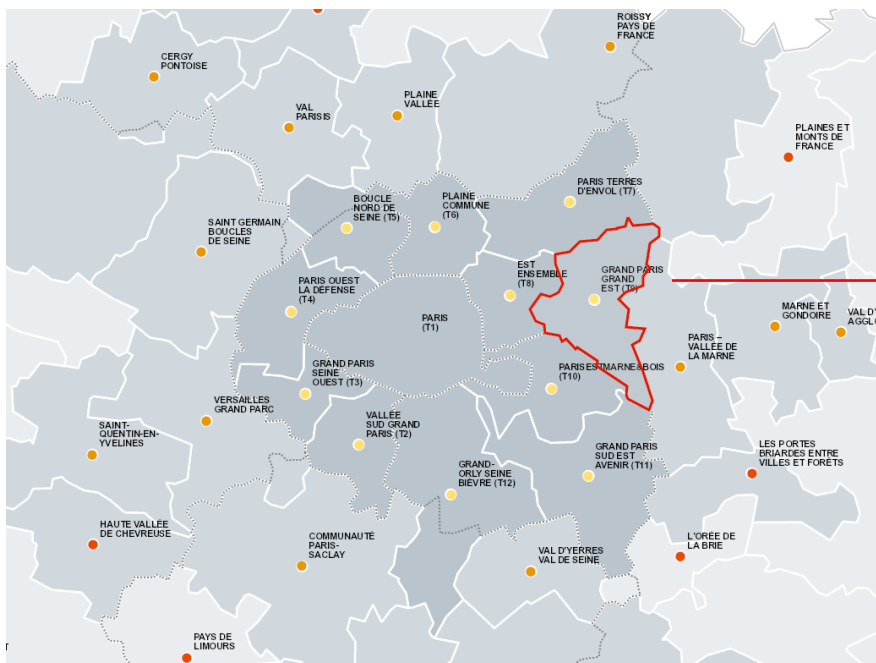 ROISSY
PAYS DE
FRANCE
CERGY
PONTOISE
PLAINE
VALLÉE
VAL
PARISIS
PLAINES ET
MONTS DE
FRANCE
PARIS TERRES
D'ENVOL (T7)
BOUCLE
NORD DE
SEINE (T5)
PLAINE
COMMUNE
(T6)
SAINT GERMAIN
BOUCLES
DE SEINE
EST
ENSEMBLE
(T8)
GRAND PARIS
GRAND
EST (T9)
PARIS OUEST
LA DÉFENSE
(T4)
PARIS
(T1)
MARNE ET
GONDOIRE
VAL D'
AGGL
PARIS –
VALLÉE DE
LA MARNE
GRAND PARIS
SEINE
OUEST (T3)
PARISESTMARNE&BOIS
(T10)
VERSAILLES
GRAND PARC
VALLÉE
SUD GRAND
PARIS (T2)
SAINT-
QUENTIN-EN-
YVELINES
GRAND PARIS
SUD EST
AVENIR (T11)
LES PORTES
BRIARDES ENTRE
VILLES ET FORÊTS
GRAND-
ORLY SEINE
BIÈVRE (T12)
HAUTE VALLÉE
DE CHEVREUSE
COMMUNAUTÉ
PARIS-
SACLAY
L'ORÉE DE
LA BRIE
VAL D'YERRES
VAL DE SEINE
PAYS DE
LIMOURS
T